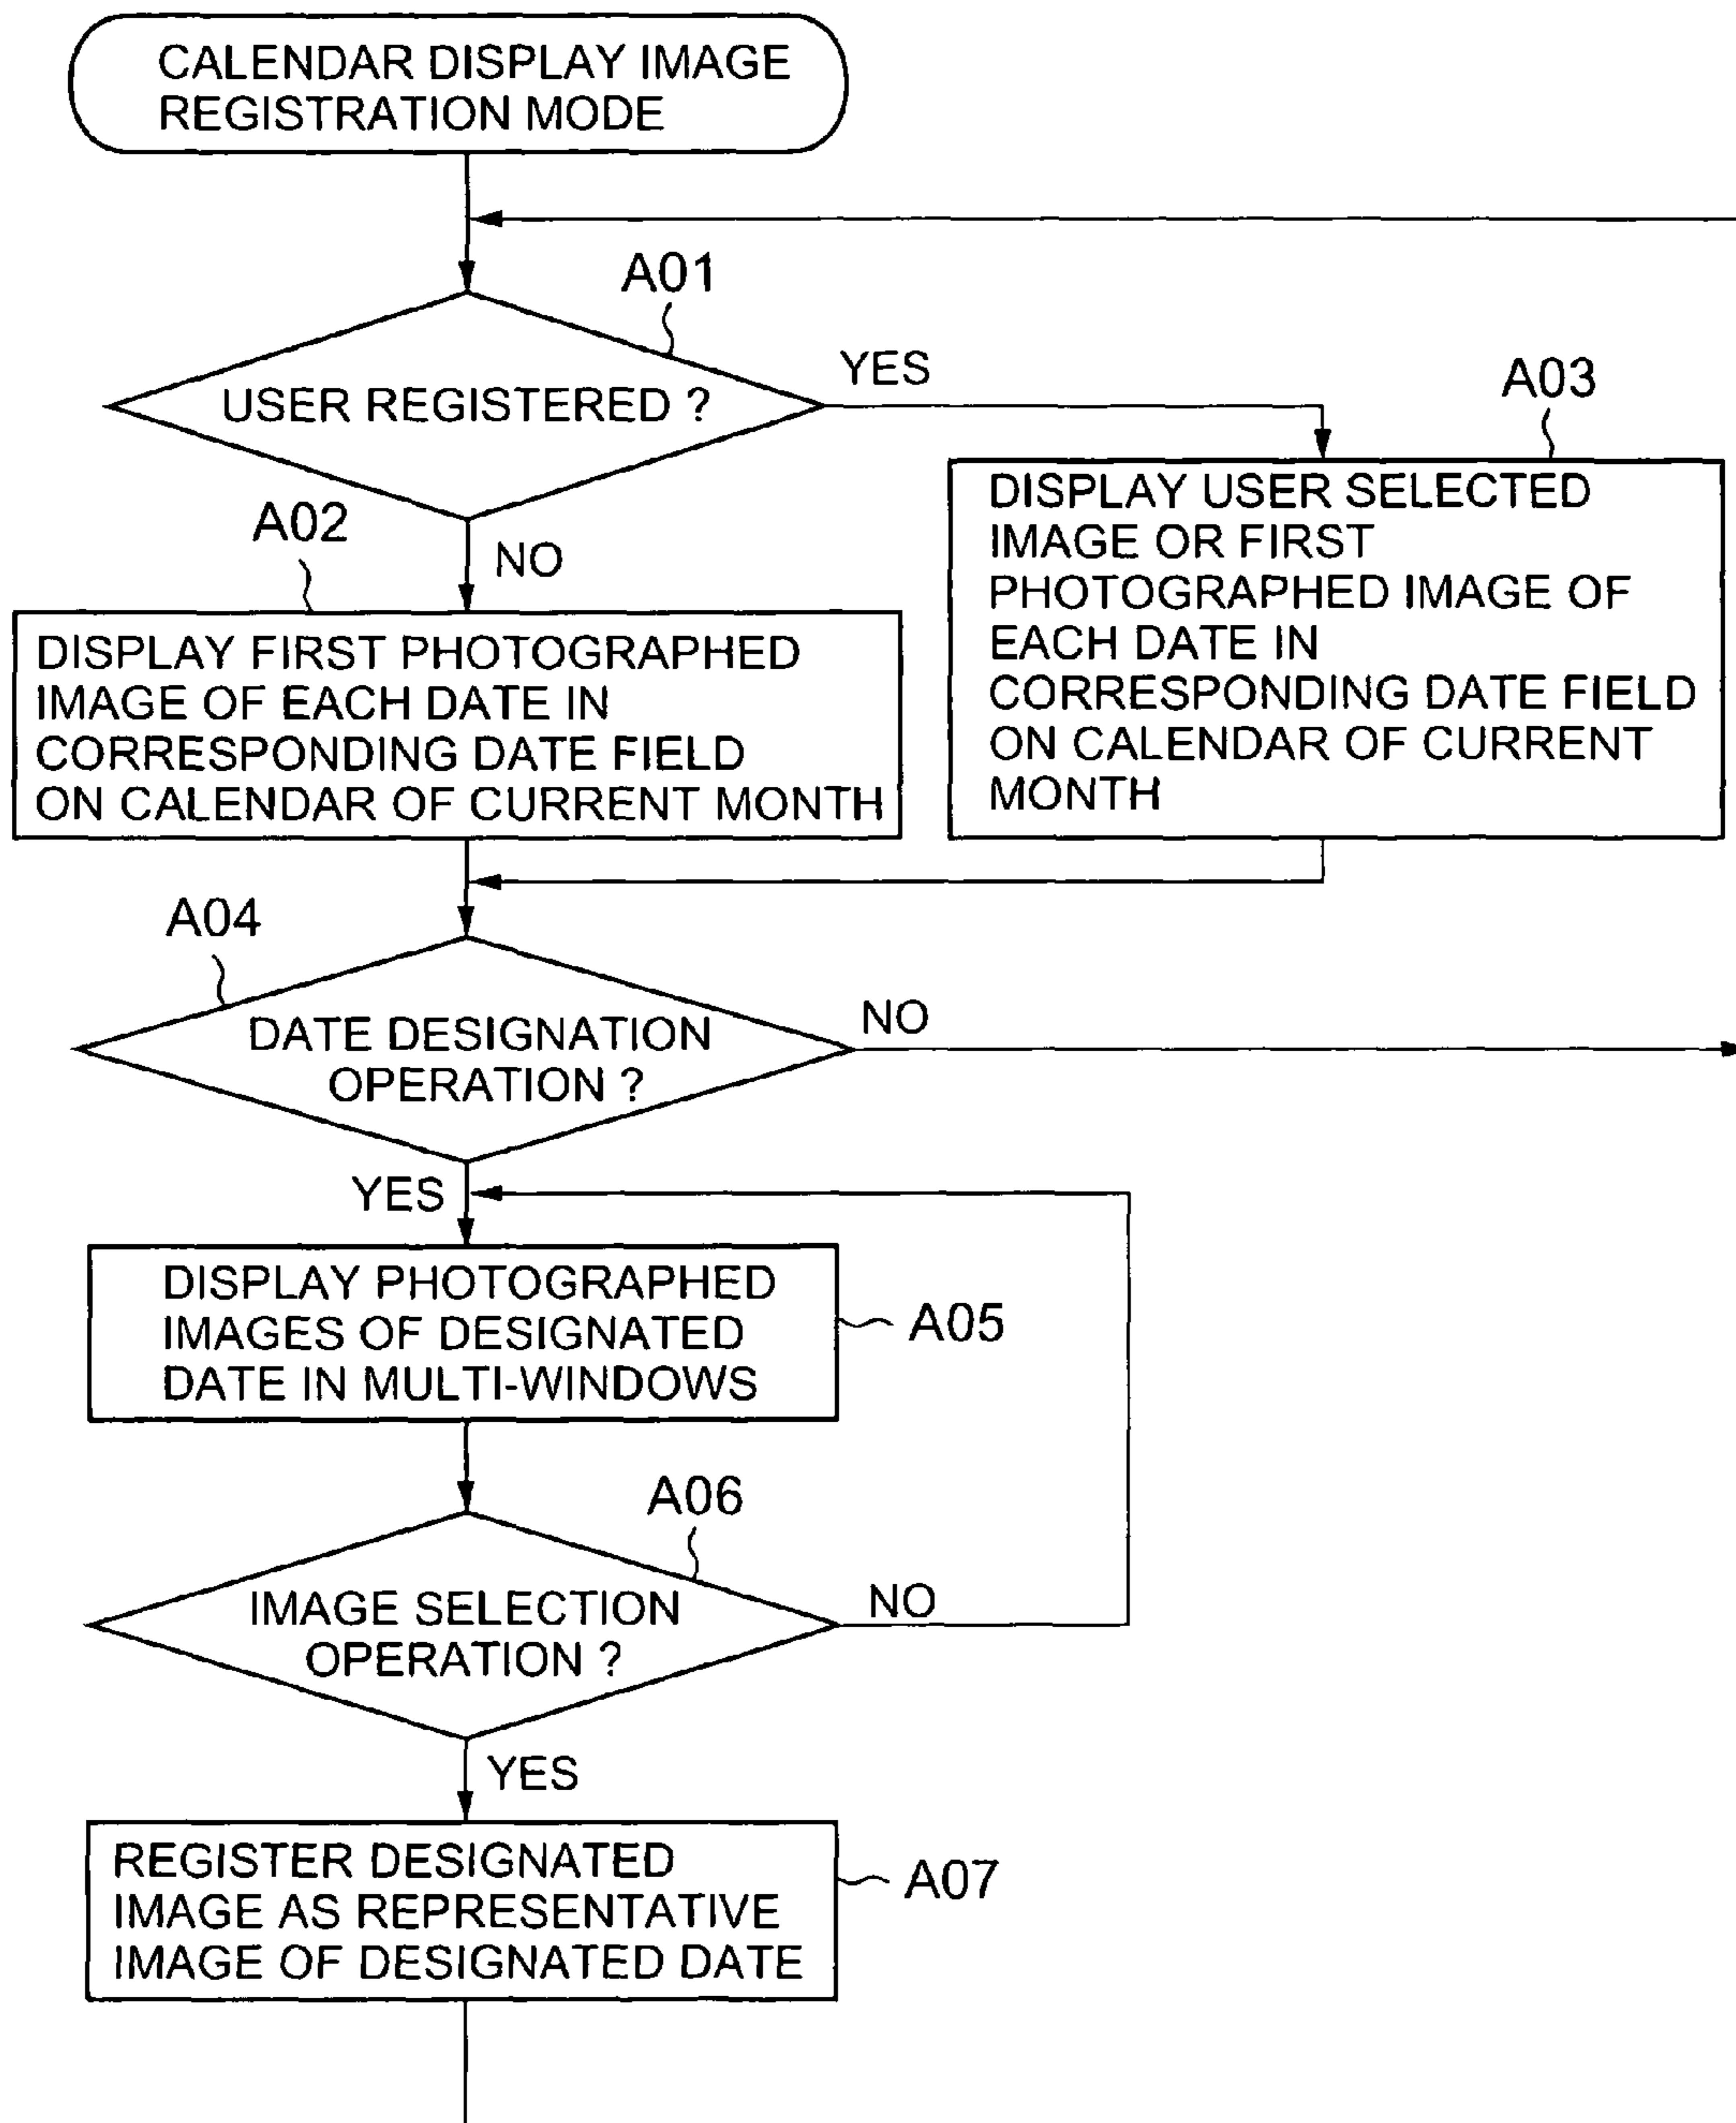 CALENDAR DISPLAY IMAGE
REGISTRATION MODE
A01
USER REGISTERED ?
YES
NO
A03
DISPLAY USER SELECTED
IMAGE OR FIRST
PHOTOGRAPHED IMAGE OF
EACH DATE IN
CORRESPONDING DATE FIELD
ON CALENDAR OF CURRENT
MONTH
A02
DISPLAY FIRST PHOTOGRAPHED
IMAGE OF EACH DATE IN
CORRESPONDING DATE FIELD
ON CALENDAR OF CURRENT MONTH
A04
DATE DESIGNATION
OPERATION ?
NO
YES
DISPLAY PHOTOGRAPHED
IMAGES OF DESIGNATED
DATE IN MULTI-WINDOWS
A05
A06
IMAGE SELECTION
OPERATION ?
NO
YES
REGISTER DESIGNATED
IMAGE AS REPRESENTATIVE
IMAGE OF DESIGNATED DATE
A07